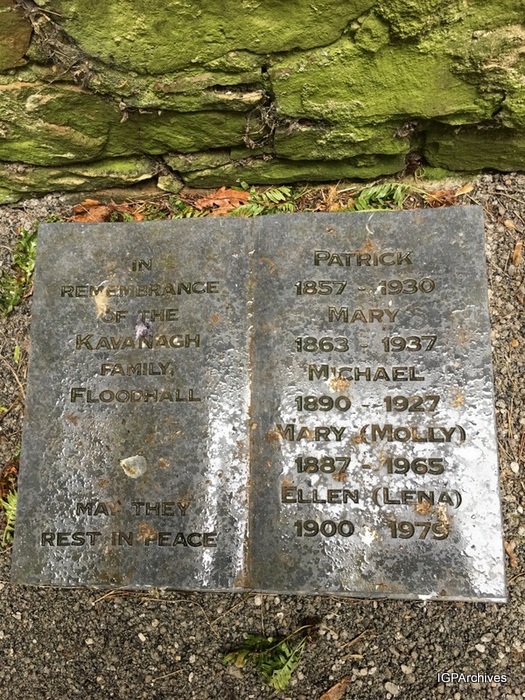 IN
REMEMBRANCE
OF THE
KAVANAGH
FAMILY,
FLOODHALL
MAY THEY
REST IN PEACE
PATRICK
1857 - 1930
MARY
1863 - 1937
MICHAEL
1890 - 1927
MARY (MOLLY)
1887 - 1965
ELLEN (LENA)
1900 - 1979
IGPArchives